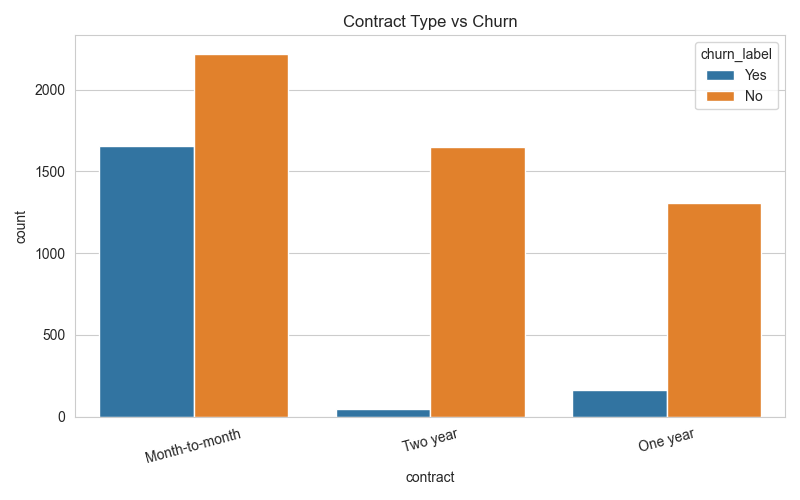 Contract Type vs Churn
churn_label
Yes
No
2000
1500
1000
500
0
count
Month-to-month
Two year
One year
contract